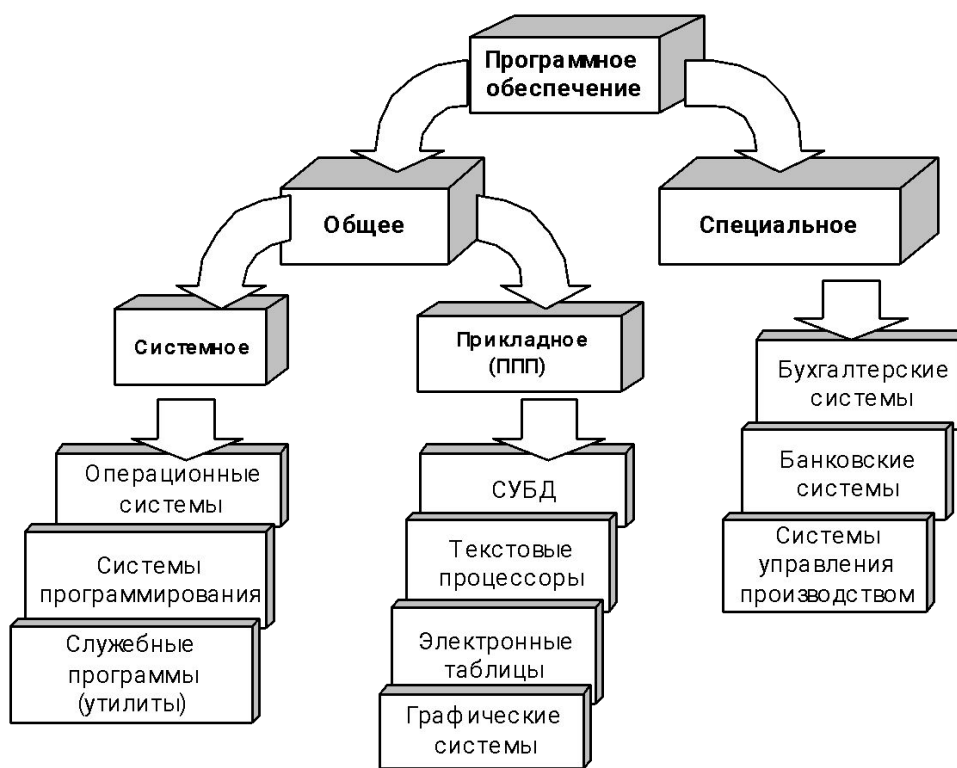 Программное
обеспечение
Общее
Специальное
Системное
Прикладное
(ППП)
Операционные
системы
Системы
программирования
Служебные
программы
(утилиты)
СУБД
Текстовые
процессоры
Электронные
таблицы
Графические
системы
Бухгалтерские
системы
Банковские
системы
Системы
управления
производством